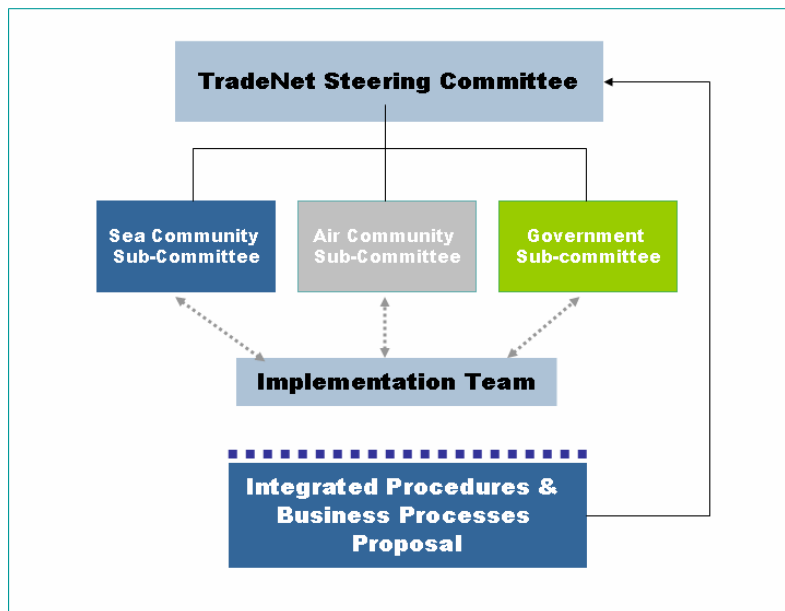 TradeNet Steering Committee
Sea Community
Sub-Committee
Air Community
Sub-Committee
Government
Sub-committee
Implementation Team
Integrated Procedures &
Business Processes
Proposal